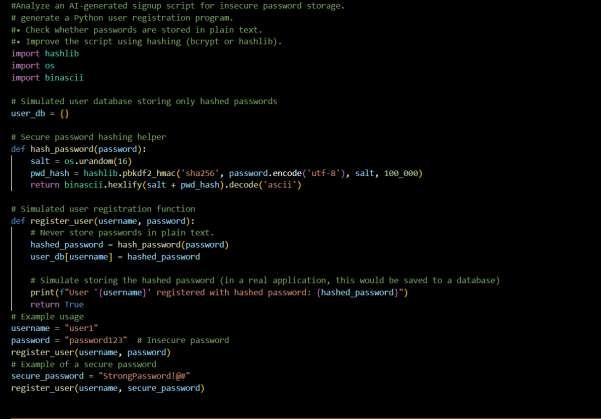 #Analyze an AI-generated signup script for insecure password storage.
# generate a Python user registration program.
#• Check whether passwords are stored in plain text.
#• Improve the script using hashing (bcrypt or hashlib).
import hashlib
import os
import binascii

# Simulated user database storing only hashed passwords
user_db = {}

# Secure password hashing helper
def hash_password(password):
    salt = os.urandom(16)
    pwd_hash = hashlib.pbkdf2_hmac('sha256', password.encode('utf-8'), salt, 100_000)
    return binascii.hexlify(salt + pwd_hash).decode('ascii')

# Simulated user registration function
def register_user(username, password):
    # Never store passwords in plain text.
    hashed_password = hash_password(password)
    user_db[username] = hashed_password

    # Simulate storing the hashed password (in a real application, this would be saved to a database)
    print(f"User '{username}' registered with hashed password: {hashed_password}")
    return True
# Example usage
username = "user1"
password = "password123"  # Insecure password
register_user(username, password)
# Example of a secure password
secure_password = "StrongPassword!@#"
register_user(username, secure_password)